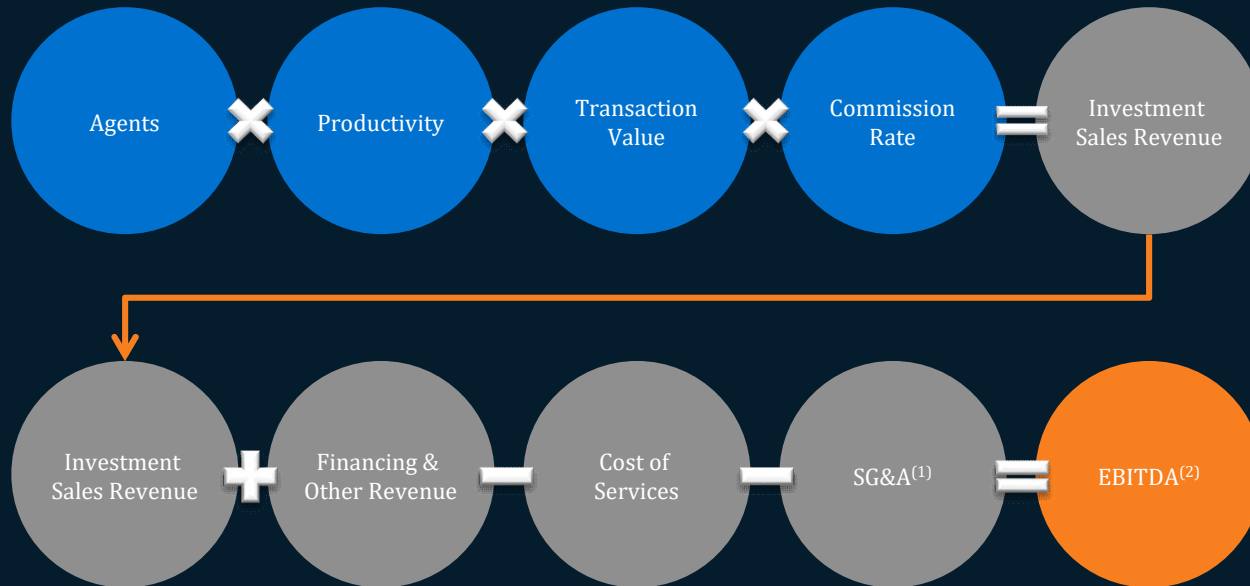 Agents
Productivity
Transaction
Value
Commission
Rate
Investment
Sales Revenue
Investment
Sales Revenue
Financing &
Other Revenue
Cost of
Services
SG&A(1)
EBITDA(2)